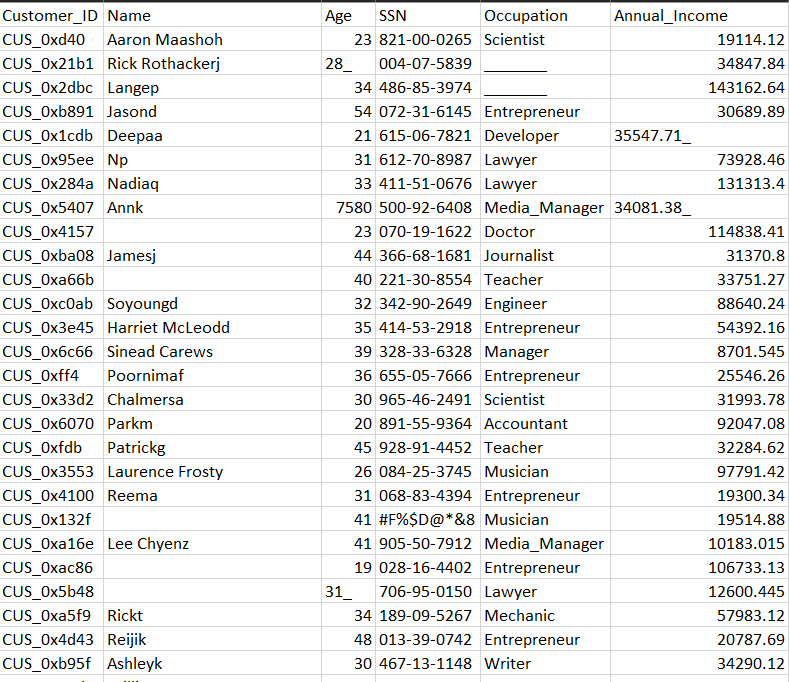 Customer_ID Name Age SSN Occupation Annual_Income
CUS_0xd40 Aaron Maashoh 23 821-00-0265 Scientist 19114.12
CUS_0x21b1 Rick Rothackerj 28_ 004-07-5839 _______ 34847.84
CUS_0x2dbc Langep 34 486-85-3974 _______ 143162.64
CUS_0xb891 Jasond 54 072-31-6145 Entrepreneur 30689.89
CUS_0x1cdb Deepaa 21 615-06-7821 Developer 35547.71_
CUS_0x95ee Np 31 612-70-8987 Lawyer 73928.46
CUS_0x284a Nadiaq 33 411-51-0676 Lawyer 131313.4
CUS_0x5407 Annk 7580 500-92-6408 Media_Manager 34081.38_
CUS_0x4157 23 070-19-1622 Doctor 114838.41
CUS_0xba08 Jamesj 44 366-68-1681 Journalist 31370.8
CUS_0xa66b 40 221-30-8554 Teacher 33751.27
CUS_0xc0ab Soyoungd 32 342-90-2649 Engineer 88640.24
CUS_0x3e45 Harriet McLeodd 35 414-53-2918 Entrepreneur 54392.16
CUS_0x6c66 Sinead Carews 39 328-33-6328 Manager 8701.545
CUS_0xff4 Poornimaf 36 655-05-7666 Entrepreneur 25546.26
CUS_0x33d2 Chalmersa 30 965-46-2491 Scientist 31993.78
CUS_0x6070 Parkm 20 891-55-9364 Accountant 92047.08
CUS_0xfdb Patrickg 45 928-91-4452 Teacher 32284.62
CUS_0x3553 Laurence Frosty 26 084-25-3745 Musician 97791.42
CUS_0x4100 Reema 31 068-83-4394 Entrepreneur 19300.34
CUS_0x132f 41 #F%$D@*&8 Musician 19514.88
CUS_0xa16e Lee Chyenz 41 905-50-7912 Media_Manager 10183.015
CUS_0xac86 19 028-16-4402 Entrepreneur 106733.13
CUS_0x5b48 31_ 706-95-0150 Lawyer 12600.445
CUS_0xa5f9 Rickt 34 189-09-5267 Mechanic 57983.12
CUS_0x4d43 Reijik 48 013-39-0742 Entrepreneur 20787.69
CUS_0xb95f Ashleyk 30 467-13-1148 Writer 34290.12